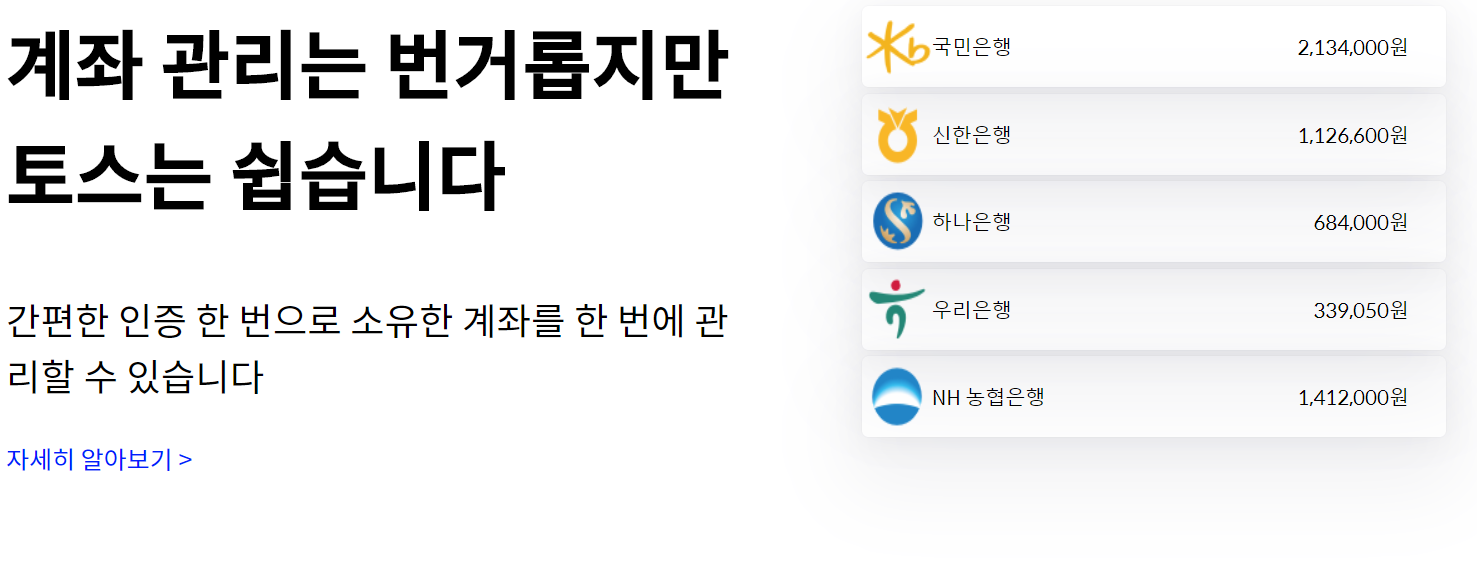 계좌 관리는 번거롭지만
토스는 쉽습니다
간편한 인증 한 번으로 소유한 계좌를 한 번에 관
리할 수 있습니다
자세히 알아보기 >
Kb 국민은행 2,134,000원
신한은행 1,126,600원
하나은행 684,000원
우리은행 339,050원
NH 농협은행 1,412,000원